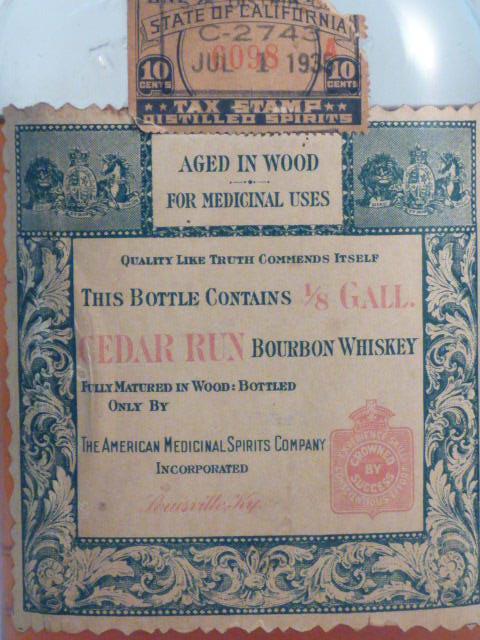 STATE OF CALIFORNIA
C-2743
0098 A
JUL 1 193
10 CENTS 10 CENTS
TAX STAMP
DISTILLED SPIRITS
AGED IN WOOD
FOR MEDICINAL USES
QUALITY LIKE TRUTH COMMENDS ITSELF
THIS BOTTLE CONTAINS 1/8 GALL.
CEDAR RUN BOURBON WHISKEY
FULLY MATURED IN WOOD: BOTTLED
ONLY BY
THE AMERICAN MEDICINAL SPIRITS COMPANY
INCORPORATED
Louisville, Ky.
CROWNED
BY
SUCCESS